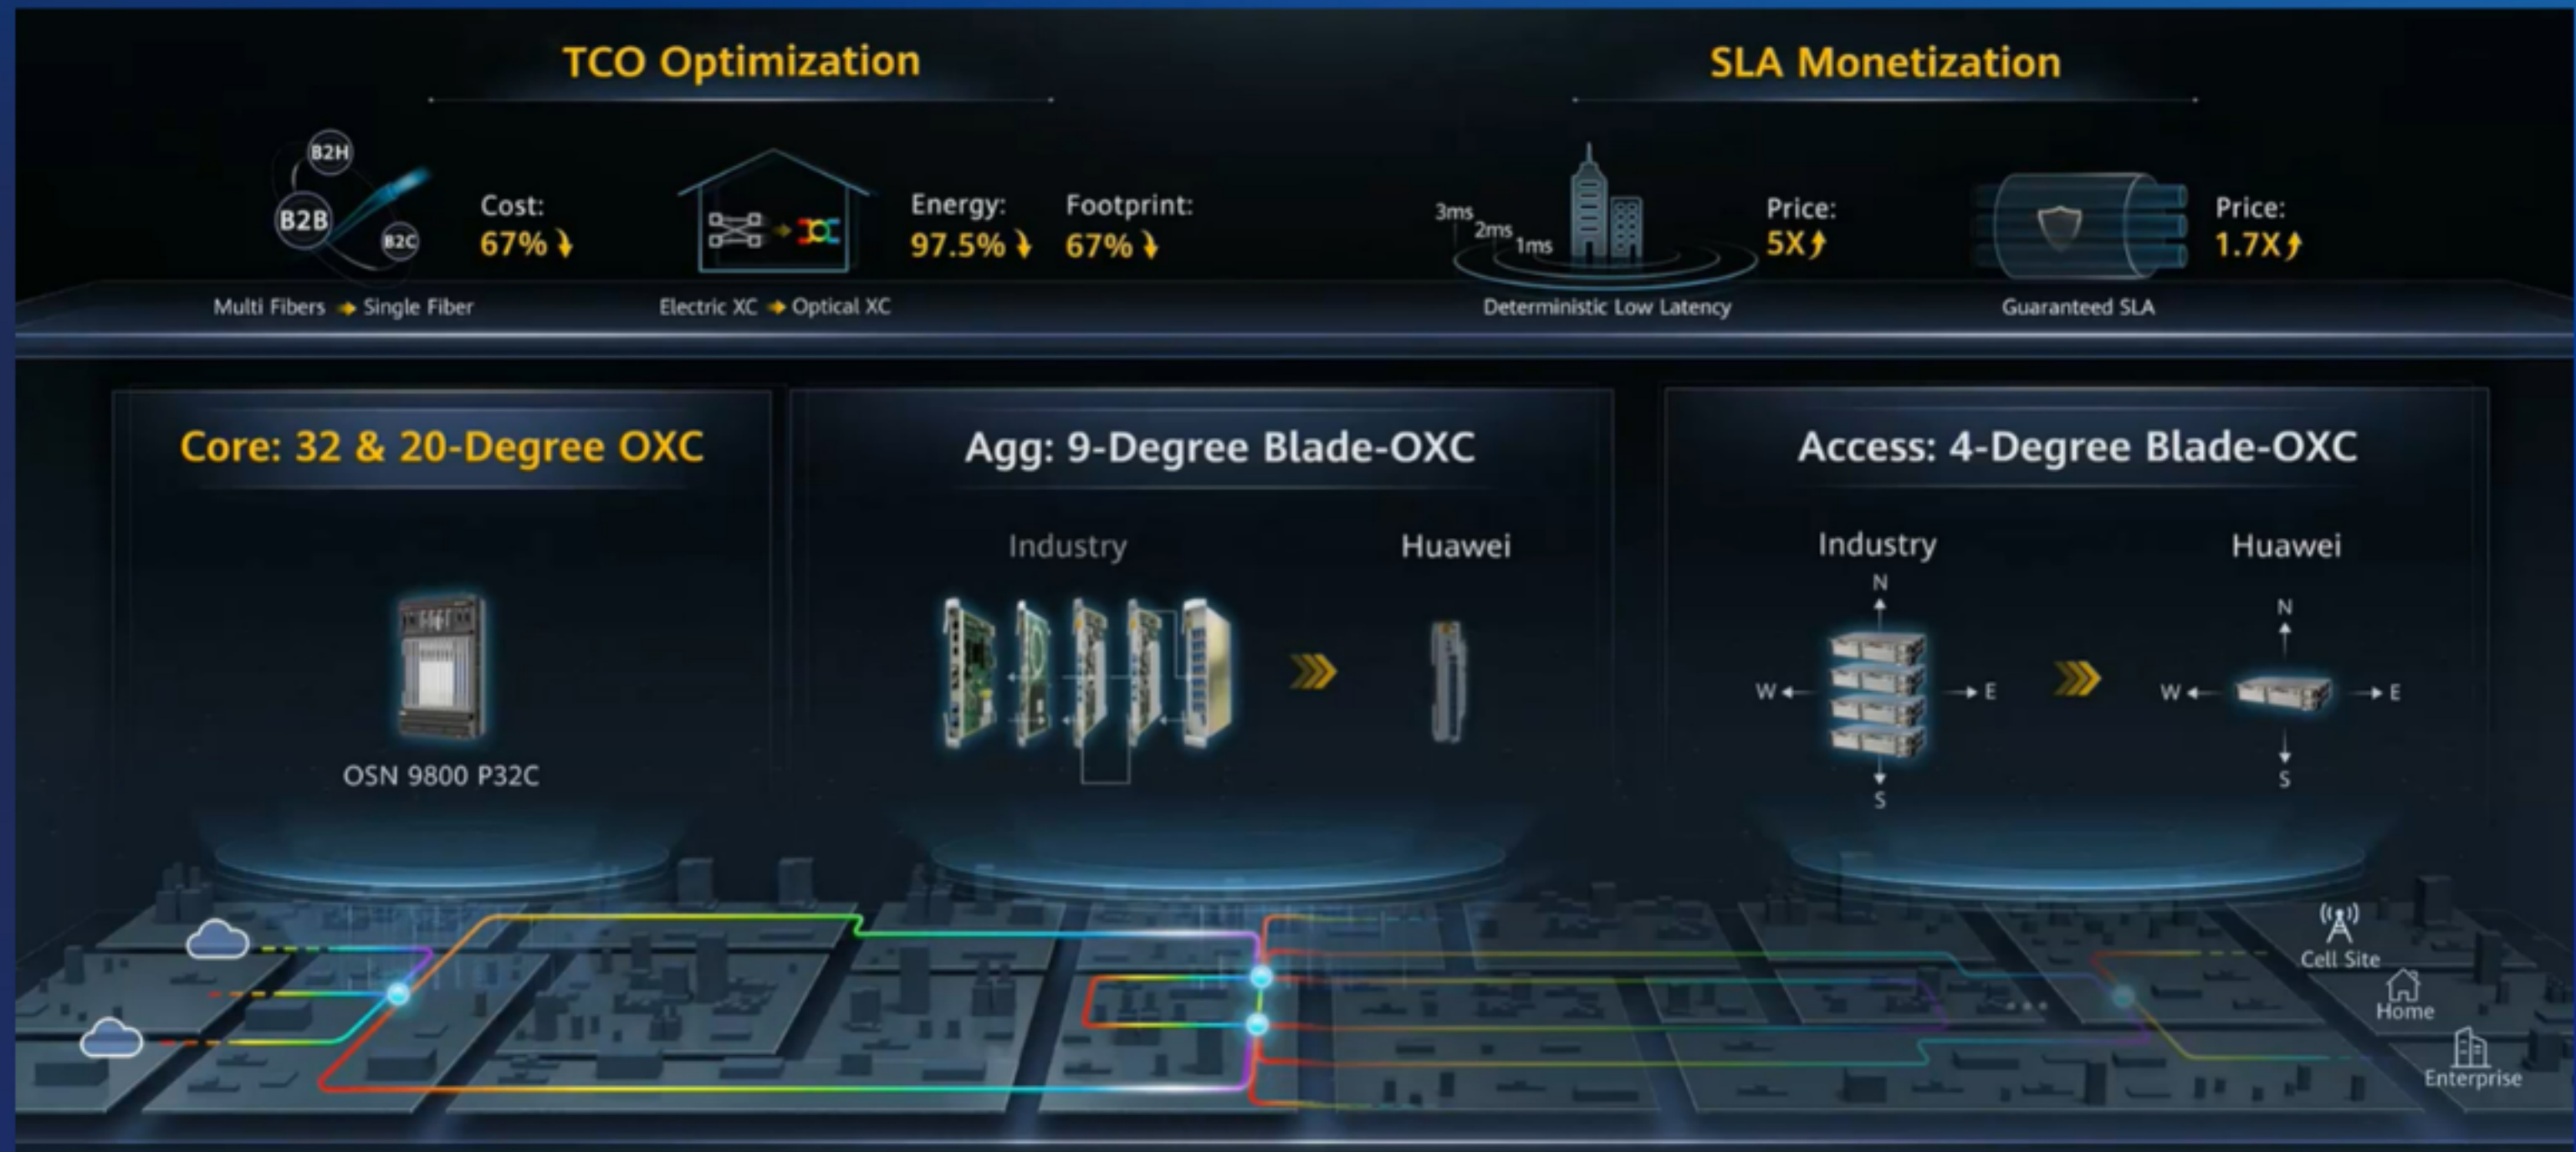 TCO Optimization
SLA Monetization
B2H
B2B
B2C
Cost:
67%
Multi Fibers
Single Fiber
Energy:
97.5%
Footprint:
67%
Electric XC
Optical XC
3ms
2ms
1ms
Price:
5X
Deterministic Low Latency
Price:
1.7X
Guaranteed SLA
Core: 32 & 20-Degree OXC
OSN 9800 P32C
Agg: 9-Degree Blade-OXC
Industry
Huawei
Access: 4-Degree Blade-OXC
Industry
N
W
E
S
Huawei
N
W
E
S
Cell Site
Home
Enterprise